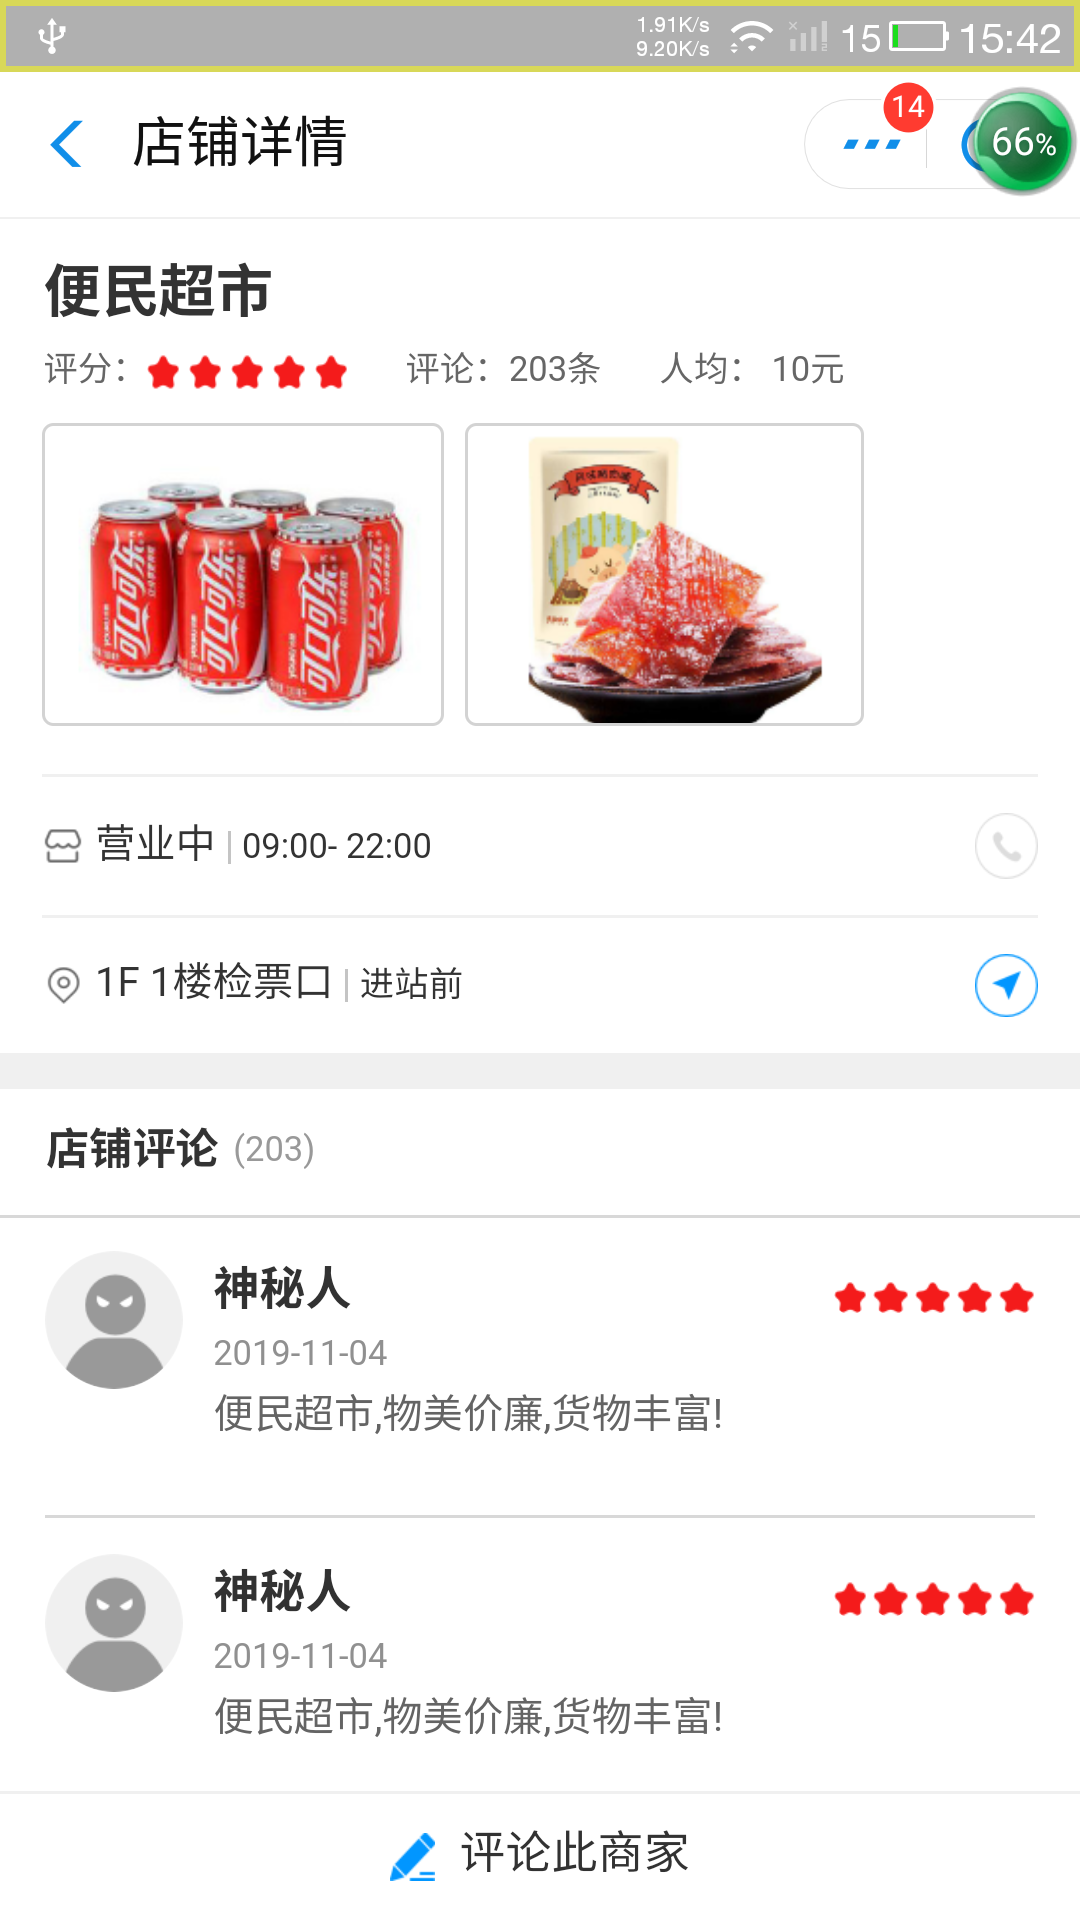 1.91K/s
9.20K/s
15
15:42
店铺详情
14
66%
便民超市
评分：
评论：203条
人均： 10元
可口可乐 可口可乐 可口可乐
营业中 | 09:00- 22:00
1F 1楼检票口 | 进站前
店铺评论 (203)
神秘人
2019-11-04
便民超市,物美价廉,货物丰富!
神秘人
2019-11-04
便民超市,物美价廉,货物丰富!
评论此商家